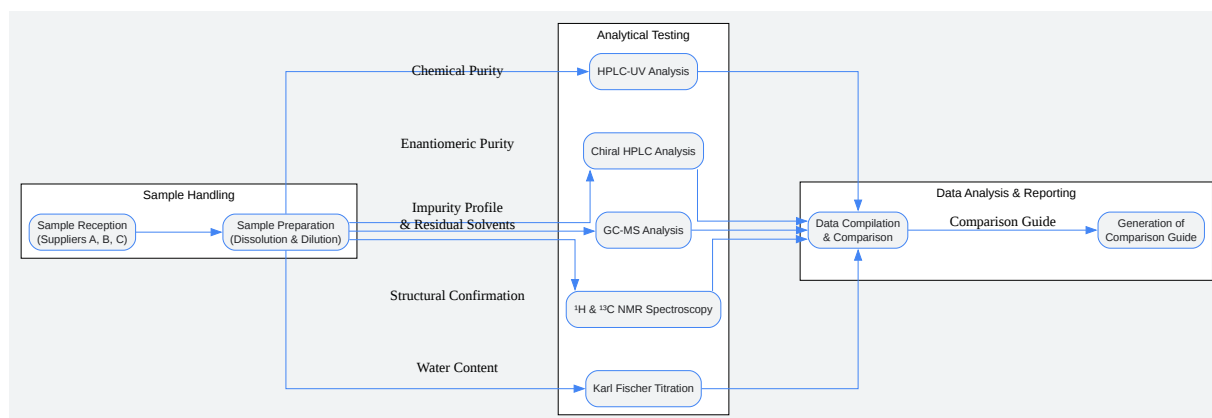 Analytical Testing
Chemical Purity
HPLC-UV Analysis
Enantiomeric Purity
Chiral HPLC Analysis
Sample Handling
Sample Reception
(Suppliers A, B, C)
Sample Preparation
(Dissolution & Dilution)
Impurity Profile
& Residual Solvents
GC-MS Analysis
Structural Confirmation
¹H & ¹³C NMR Spectroscopy
Water Content
Karl Fischer Titration
Data Analysis & Reporting
Data Compilation
& Comparison
Comparison Guide
Generation of
Comparison Guide